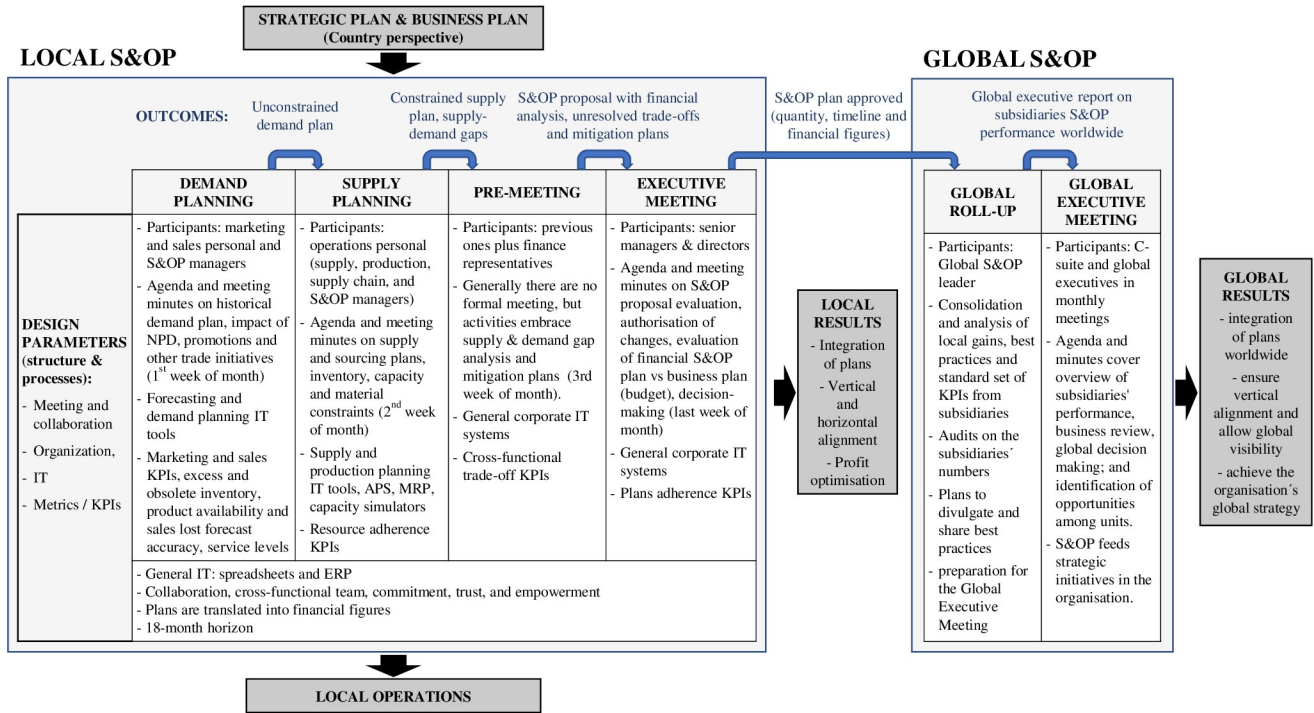 STRATEGIC PLAN & BUSINESS PLAN
(Country perspective)
LOCAL S&OP
GLOBAL S&OP
OUTCOMES:
Unconstrained
demand plan
Constrained supply
plan, supply-
demand gaps
S&OP proposal with financial
analysis, unresolved trade-offs
and mitigation plans
S&OP plan approved
(quantity, timeline and
financial figures)
Global executive report on
subsidiaries S&OP
performance worldwide
DESIGN
PARAMETERS
(structure &
processes):
- Meeting and
collaboration
- Organization,
- IT
- Metrics / KPIs
DEMAND
PLANNING
- Participants: marketing
and sales personal and
S&OP managers
- Agenda and meeting
minutes on historical
demand plan, impact of
NPD, promotions and
other trade initiatives
(1st week of month)
- Forecasting and
demand planning IT
tools
- Marketing and sales
KPIs, excess and
obsolete inventory,
product availability and
sales lost forecast
accuracy, service levels
SUPPLY
PLANNING
- Participants:
operations personal
(supply, production,
supply chain, and
S&OP managers)
- Agenda and meeting
minutes on supply
and sourcing plans,
inventory, capacity
and material
constraints (2nd week
of month)
- Supply and
production planning
IT tools, APS, MRP,
capacity simulators
- Resource adherence
KPIs
PRE-MEETING
- Participants: previous
ones plus finance
representatives
- Generally there are no
formal meeting, but
activities embrace
supply & demand gap
analysis and
mitigation plans (3rd
week of month).
- General corporate IT
systems
- Cross-functional
trade-off KPIs
EXECUTIVE
MEETING
- Participants: senior
managers & directors
- Agenda and meeting
minutes on S&OP
proposal evaluation,
authorisation of
changes, evaluation of
financial S&OP
plan vs business plan
(budget), decision-
making (last week of
month)
- General corporate IT
systems
- Plans adherence KPIs
- General IT: spreadsheets and ERP
- Collaboration, cross-functional team, commitment, trust, and empowerment
- Plans are translated into financial figures
- 18-month horizon
LOCAL OPERATIONS
LOCAL
RESULTS
- Integration
of plans
- Vertical
and
horizontal
alignment
- Profit
optimisation
GLOBAL
ROLL-UP
- Participants:
Global S&OP
leader
- Consolidation
and analysis of
local gains, best
practices and
standard set of
KPIs from
subsidiaries
- Audits on the
subsidiaries´
numbers
- Plans to
divulgate and
share best
practices
- preparation for
the Global
Executive
Meeting
GLOBAL
EXECUTIVE
MEETING
- Participants: C-
suite and global
executives in
monthly
meetings
- Agenda and
minutes cover
overview of
subsidiaries'
performance,
business review,
global decision
making; and
identification of
opportunities
among units.
- S&OP feeds
strategic
initiatives in the
organisation.
GLOBAL
RESULTS
- integration
of plans
worldwide
- ensure
vertical
alignment and
allow global
visibility
- achieve the
organisation´s
global strategy